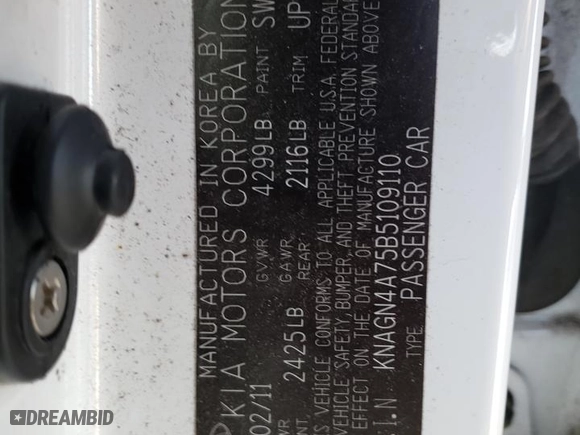 MANUFACTURED IN KOREA BY
KIA MOTORS CORPORATION
02/11 GVWR 4299LB PAINT SW
2425LB GAWR REAR 2116LB TRIM UP
VEHICLE CONFORMS TO ALL APPLICABLE U.S.A. FEDERAL
VEHICLE SAFETY, BUMPER, AND THEFT PREVENTION STANDA
EFFECT ON THE DATE OF MANUFACTURE SHOWN ABOVE
KNAGN4A75B5109110
TYPE PASSENGER CAR
DREAMBID